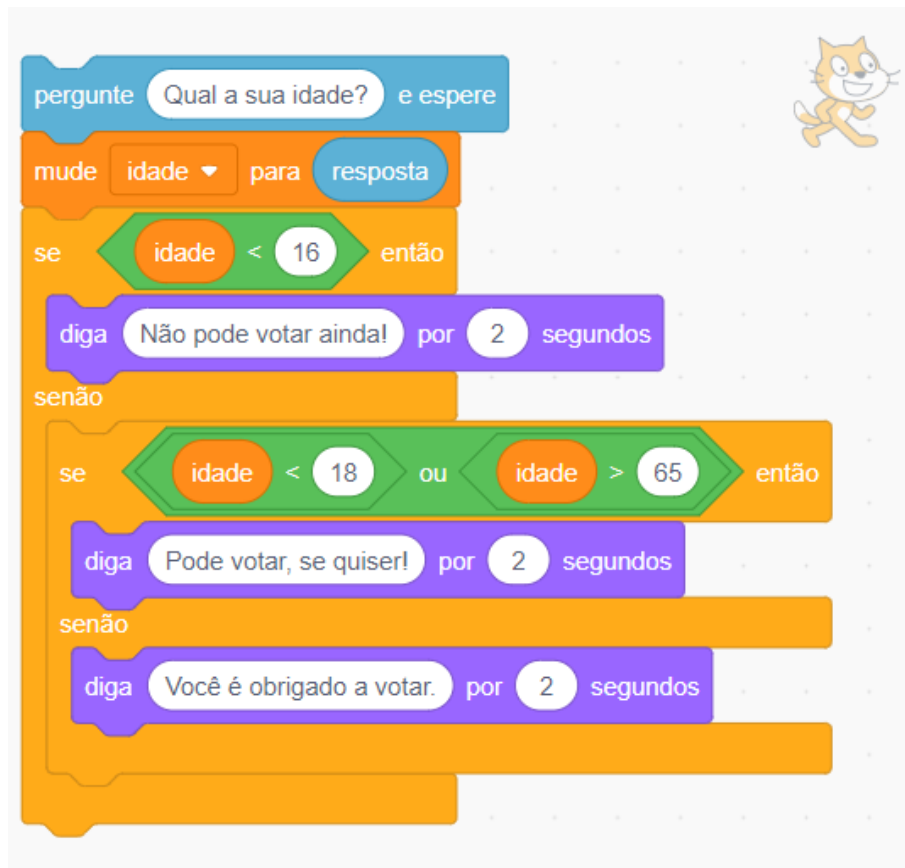 pergunte Qual a sua idade? e espere
mude idade para resposta
se idade < 16 então
diga Não pode votar ainda! por 2 segundos
senão
se idade < 18 ou idade > 65 então
diga Pode votar, se quiser! por 2 segundos
senão
diga Você é obrigado a votar. por 2 segundos